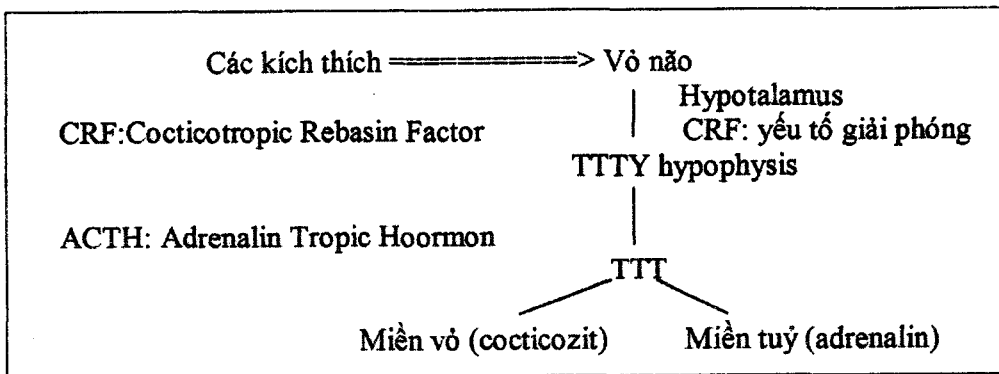 Các kích thích ============> Vỏ não
Hypotalamus
CRF:Cocticotropic Rebasin Factor CRF: yếu tố giải phóng
TTTY hypophysis
ACTH: Adrenalin Tropic Hoormon
TTT
Miền vỏ (cocticozit) Miền tuỷ (adrenalin)